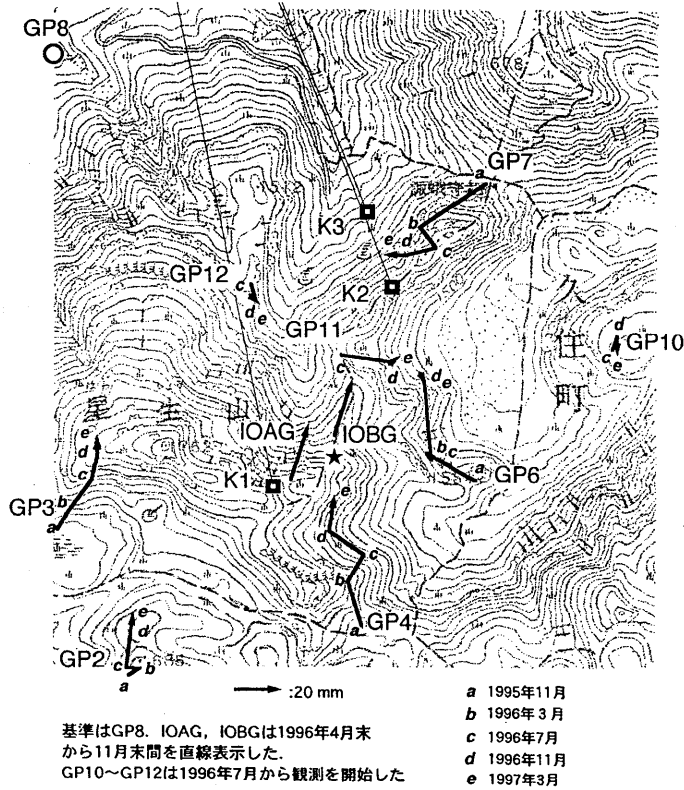 GP8
678
GP7
a
K3
b
e d
c
1512
GP12
c
K2
d e
GP11
久住町
d
GP10
c
e
c
e
d
d e
星生山
IOAG
IOBG
e
d
c
b c
a
GP6
K1
GP3
b
a
e
d
c
b
a
GP4
e
d
GP2
c b
a
:20 mm
基準はGP8. IOAG, IOBGは1996年4月末
から11月末間を直線表示した.
GP10〜GP12は1996年7月から観測を開始した
a 1995年11月
b 1996年3月
c 1996年7月
d 1996年11月
e 1997年3月